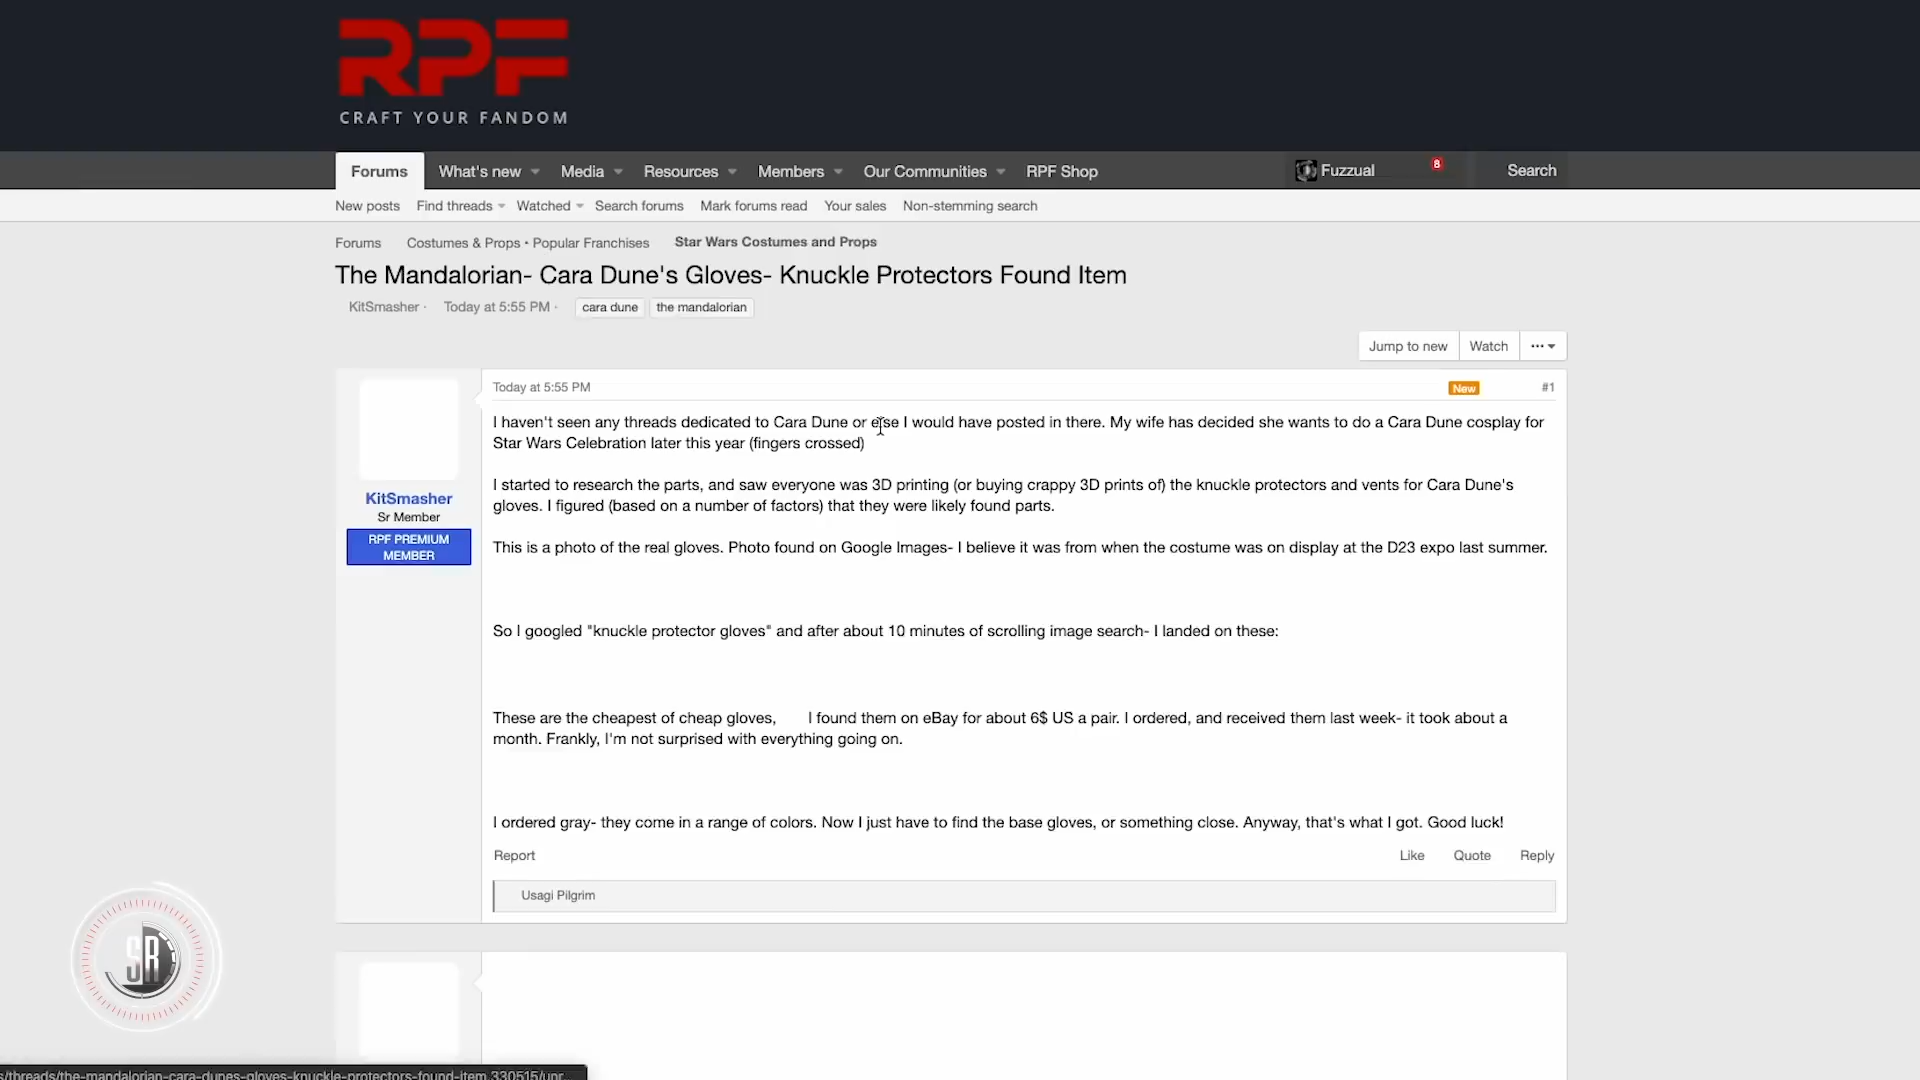 RPF
CRAFT YOUR FANDOM
Forums What's new Media Resources Members Our Communities RPF Shop Fuzzual 8 Search
New posts Find threads Watched Search forums Mark forums read Your sales Non-stemming search
Forums Costumes & Props • Popular Franchises Star Wars Costumes and Props
The Mandalorian- Cara Dune's Gloves- Knuckle Protectors Found Item
KitSmasher · Today at 5:55 PM · cara dune the mandalorian
Jump to new Watch •••
Today at 5:55 PM New #1
KitSmasher
Sr Member
RPF PREMIUM
MEMBER
I haven't seen any threads dedicated to Cara Dune or else I would have posted in there. My wife has decided she wants to do a Cara Dune cosplay for
Star Wars Celebration later this year (fingers crossed)
I started to research the parts, and saw everyone was 3D printing (or buying crappy 3D prints of) the knuckle protectors and vents for Cara Dune's
gloves. I figured (based on a number of factors) that they were likely found parts.
This is a photo of the real gloves. Photo found on Google Images- I believe it was from when the costume was on display at the D23 expo last summer.
So I googled "knuckle protector gloves" and after about 10 minutes of scrolling image search- I landed on these:
These are the cheapest of cheap gloves, I found them on eBay for about 6$ US a pair. I ordered, and received them last week- it took about a
month. Frankly, I'm not surprised with everything going on.
I ordered gray- they come in a range of colors. Now I just have to find the base gloves, or something close. Anyway, that's what I got. Good luck!
Report Like Quote Reply
Usagi Pilgrim
SR
s/threads/the-mandalorian-cara-dunes-gloves-knuckle-protectors-found-item.330515/unr...